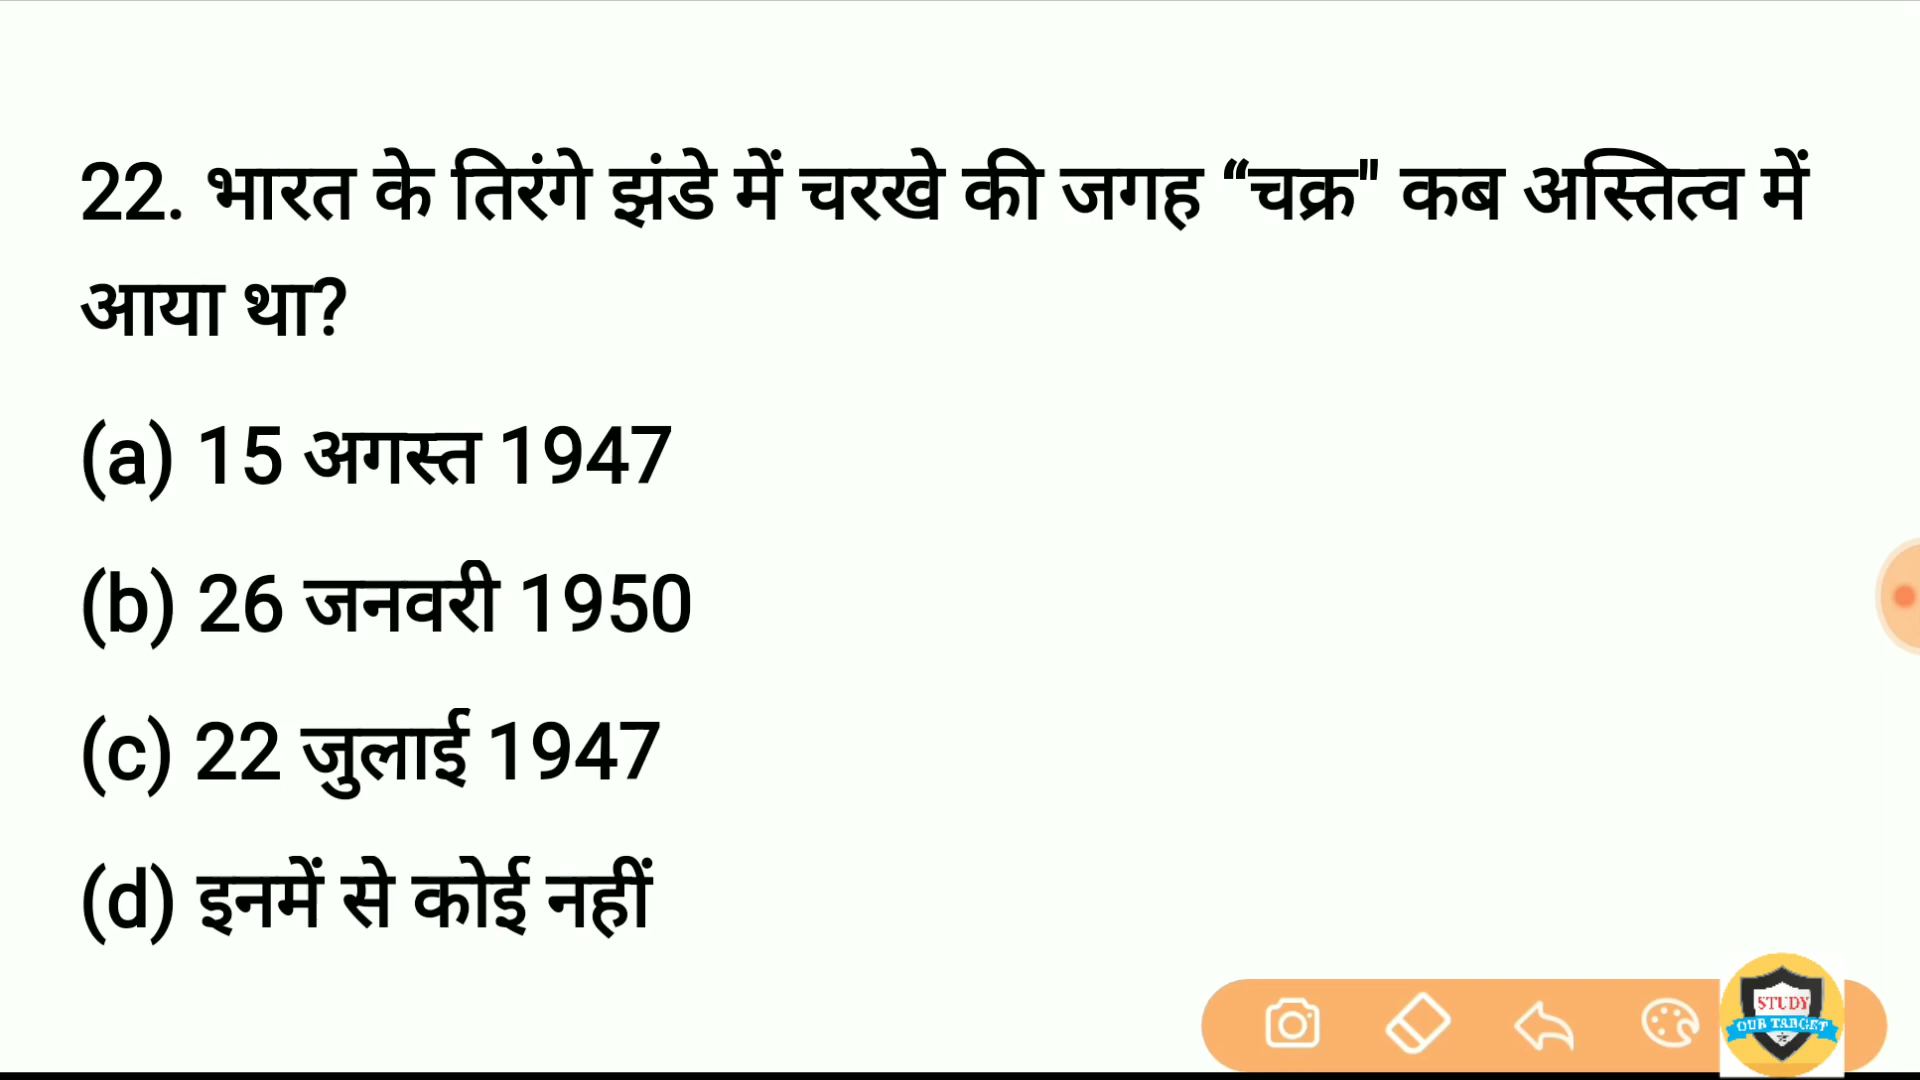 22. भारत के तिरंगे झंडे में चरखे की जगह “चक्र" कब अस्तित्व में
आया था?
(a) 15 अगस्त 1947
(b) 26 जनवरी 1950
(c) 22 जुलाई 1947
(d) इनमें से कोई नहीं
STUDY
OUR TARGET